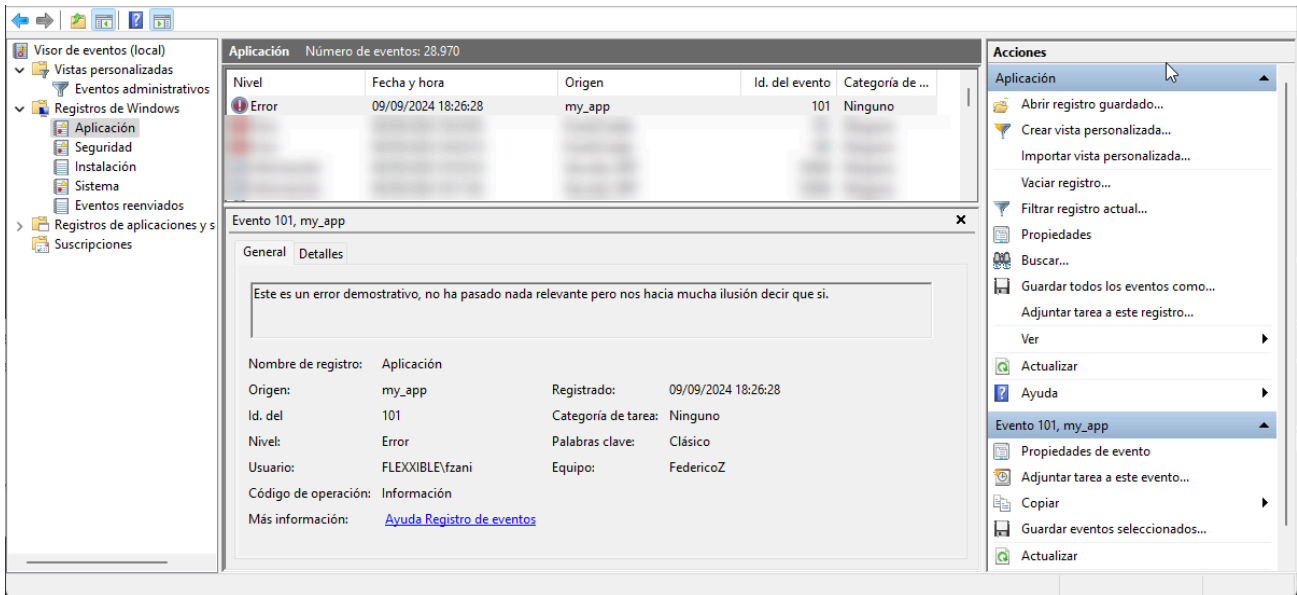 Visor de eventos (local)
Vistas personalizadas
Eventos administrativos
Registros de Windows
Aplicación
Seguridad
Instalación
Sistema
Eventos reenviados
Registros de aplicaciones y s
Suscripciones
Aplicación Número de eventos: 28.970
Nivel Fecha y hora Origen Id. del evento Categoría de ...
Error 09/09/2024 18:26:28 my_app 101 Ninguno
Evento 101, my_app
General Detalles
Este es un error demostrativo, no ha pasado nada relevante pero nos hacia mucha ilusión decir que si.
Nombre de registro: Aplicación
Origen: my_app Registrado: 09/09/2024 18:26:28
Id. del 101 Categoría de tarea: Ninguno
Nivel: Error Palabras clave: Clásico
Usuario: FLEXXIBLE\fzani Equipo: FedericoZ
Código de operación: Información
Más información: Ayuda Registro de eventos
Acciones
Aplicación
Abrir registro guardado...
Crear vista personalizada...
Importar vista personalizada...
Vaciar registro...
Filtrar registro actual...
Propiedades
Buscar...
Guardar todos los eventos como...
Adjuntar tarea a este registro...
Ver
Actualizar
Ayuda
Evento 101, my_app
Propiedades de evento
Adjuntar tarea a este evento...
Copiar
Guardar eventos seleccionados...
Actualizar